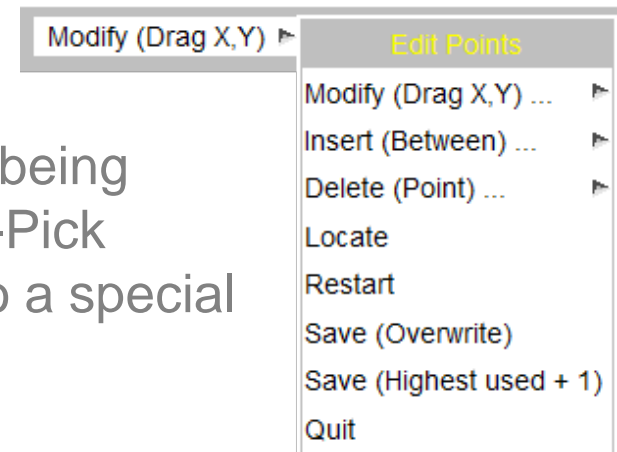 Modify (Drag X,Y)
Edit Points
Modify (Drag X,Y) ...
Insert (Between) ...
Delete (Point) ...
Locate
Restart
Save (Overwrite)
Save (Highest used + 1)
Quit
being
-Pick
o a special